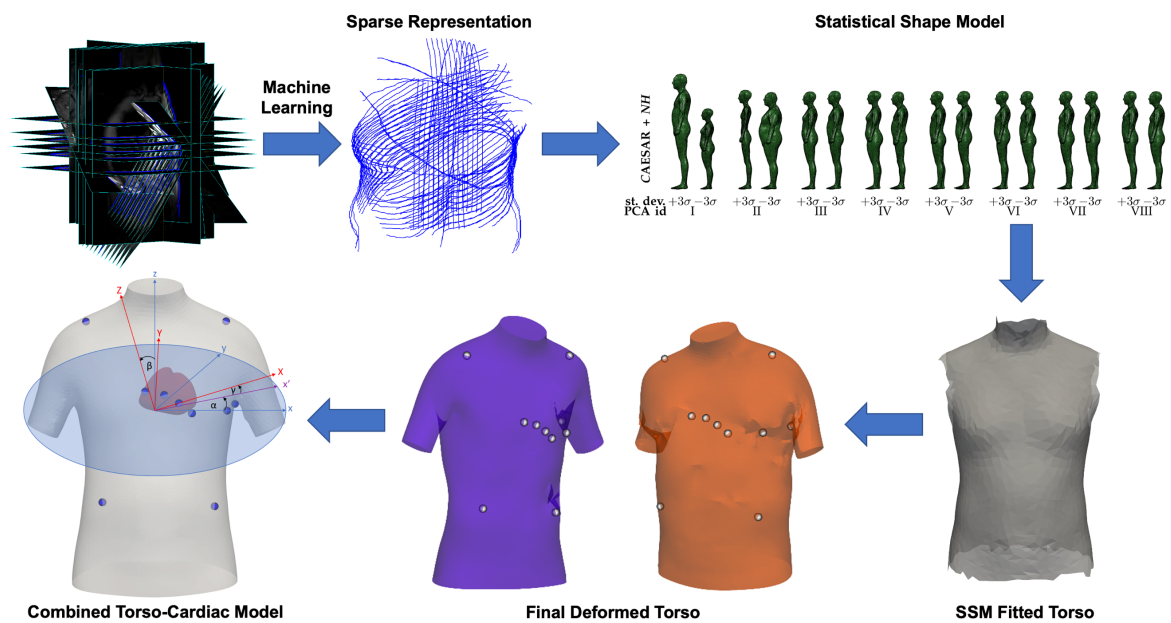 Sparse Representation
Statistical Shape Model
Machine
Learning
CAESAR + NH
st. dev. +3σ −3σ +3σ −3σ +3σ −3σ +3σ −3σ +3σ −3σ +3σ −3σ +3σ −3σ +3σ −3σ
PCA id I II III IV V VI VII VIII
z
Z
Y
y
β
X
γ
x'
α
x
Combined Torso-Cardiac Model
Final Deformed Torso
SSM Fitted Torso